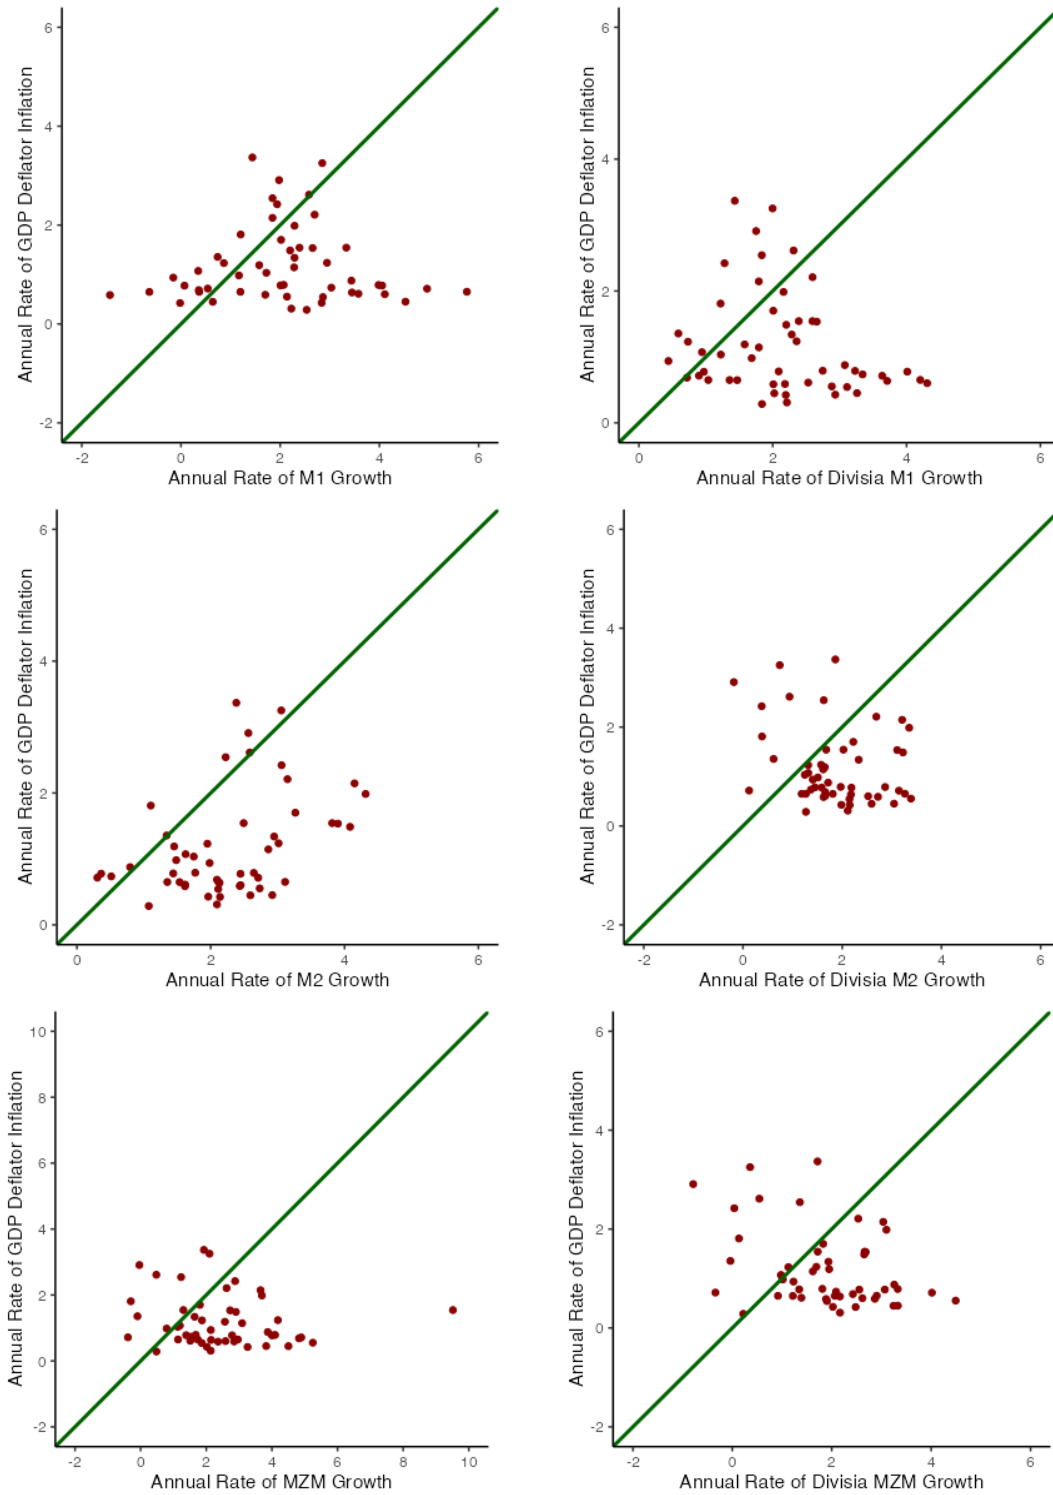 6
4
2
0
-2
Annual Rate of GDP Deflator Inflation
-2 0 2 4 6
Annual Rate of M1 Growth
6
4
2
0
Annual Rate of GDP Deflator Inflation
0 2 4 6
Annual Rate of Divisia M1 Growth
6
4
2
0
Annual Rate of GDP Deflator Inflation
0 2 4 6
Annual Rate of M2 Growth
6
4
2
0
-2
Annual Rate of GDP Deflator Inflation
-2 0 2 4 6
Annual Rate of Divisia M2 Growth
10
8
6
4
2
0
-2
Annual Rate of GDP Deflator Inflation
-2 0 2 4 6 8 10
Annual Rate of MZM Growth
6
4
2
0
-2
Annual Rate of GDP Deflator Inflation
-2 0 2 4 6
Annual Rate of Divisia MZM Growth